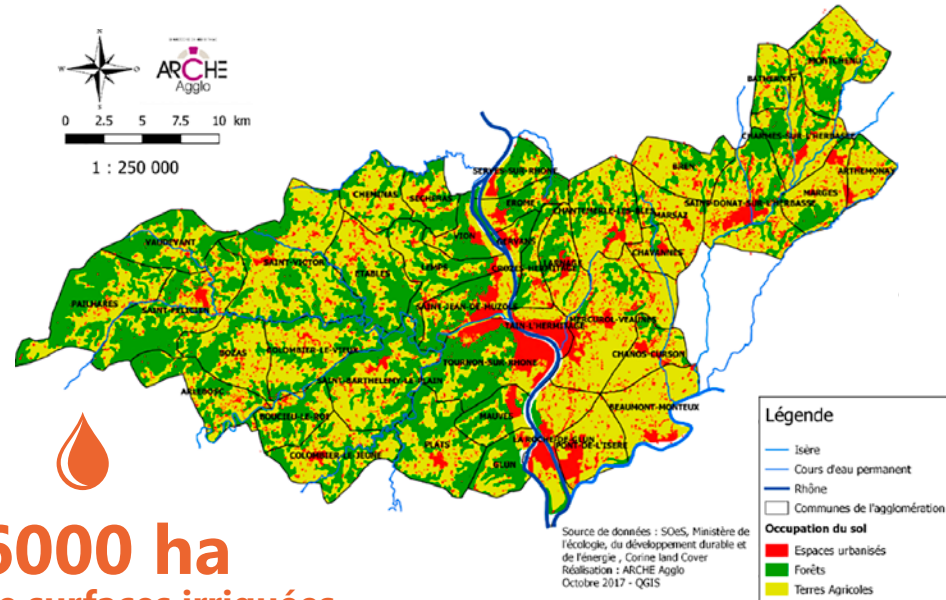 N
W
O
S
ARCHE
Agglo
0 2.5 5 7.5 10 km
1 : 250 000
MONTCHENU
BATHERNAY
CHARMES-SUR-L'HERBASSE
ARTHEMONAY
MARGES
BREN
SAINT-DONAT-SUR-L'HERBASSE
SERVES-SUR-RHONE
EROME
CHANTEMERLE-LES-BLES
MARSAZ
CHAVANNES
CHEMINAS
SECHERAS
VION
GERVANS
LARNAGE
CROZES-HERMITAGE
LEMPS
ETABLES
SAINT-VICTOR
VAUDEVANT
PAILHARES
SAINT-FELICIEN
SAINT-JEAN-DE-MUZOLS
TAIN-L'HERMITAGE
MERCUROL-VEAUNES
CHANOS-CURSON
BOZAS
COLOMBIER-LE-VIEUX
TOURNON-SUR-RHONE
SAINT-BARTHELEMY-LE-PLAIN
ARLEBOSC
BOUCIEU-LE-ROI
MAUVES
BEAUMONT-MONTEUX
PLATS
LA ROCHE-DE-GLUN
PONT-DE-L'ISERE
COLOMBIER-LE-JEUNE
GLUN
Légende
Isère
Cours d'eau permanent
Rhône
Communes de l'agglomération
Occupation du sol
Espaces urbanisés
Forêts
Terres Agricoles
Source de données : SOeS, Ministère de
l'écologie, du développement durable et
de l'énergie , Corine land Cover
Réalisation : ARCHE Agglo
Octobre 2017 - QGIS
6000 ha
surfaces irriguées